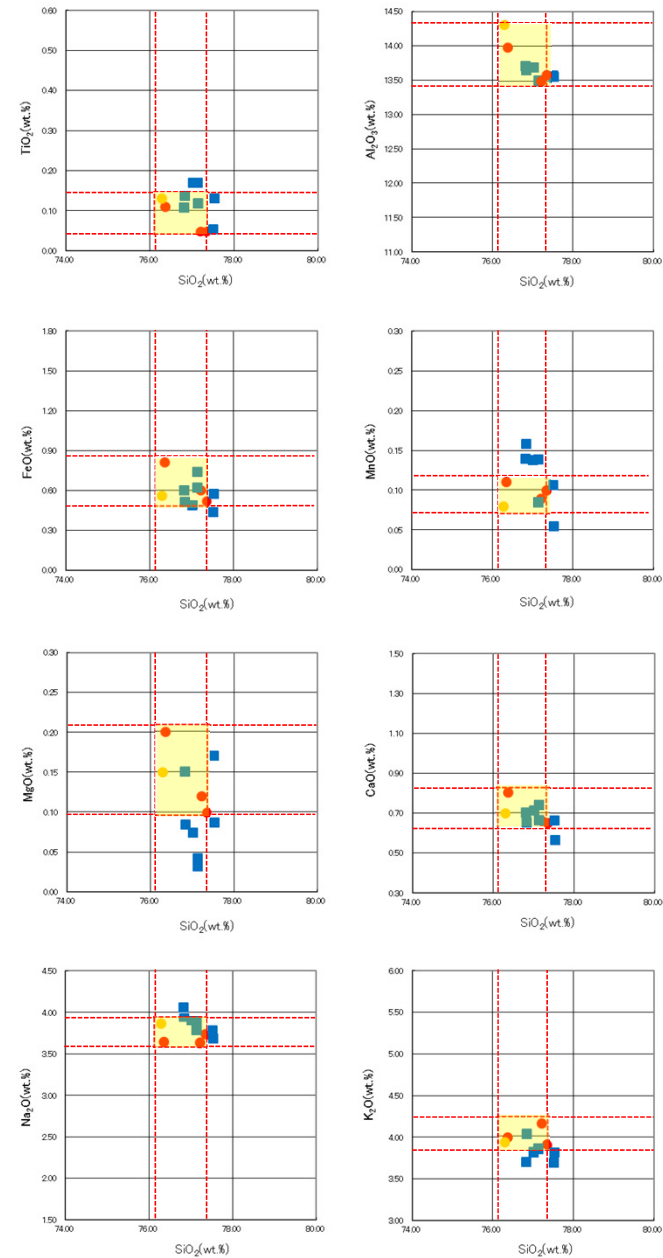 0.60
0.50
0.40
0.30
0.20
0.10
0.00
TiO₂(wt.%)
74.00 76.00 78.00 80.00
SiO₂(wt.%)
14.50
14.00
13.50
13.00
12.50
12.00
11.50
11.00
Al₂O₃(wt.%)
74.00 76.00 78.00 80.00
SiO₂(wt.%)
1.80
1.50
1.20
0.90
0.60
0.30
0.00
FeO(wt.%)
74.00 76.00 78.00 80.00
SiO₂(wt.%)
0.30
0.25
0.20
0.15
0.10
0.05
0.00
MnO(wt.%)
74.00 76.00 78.00 80.00
SiO₂(wt.%)
0.30
0.25
0.20
0.15
0.10
0.05
0.00
MgO(wt.%)
74.00 76.00 78.00 80.00
SiO₂(wt.%)
1.50
1.30
1.10
0.90
0.70
0.50
0.30
CaO(wt.%)
74.00 76.00 78.00 80.00
SiO₂(wt.%)
4.50
4.00
3.50
3.00
2.50
2.00
1.50
Na₂O(wt.%)
74.00 76.00 78.00 80.00
SiO₂(wt.%)
6.00
5.50
5.00
4.50
4.00
3.50
3.00
K₂O(wt.%)
74.00 76.00 78.00 80.00
SiO₂(wt.%)